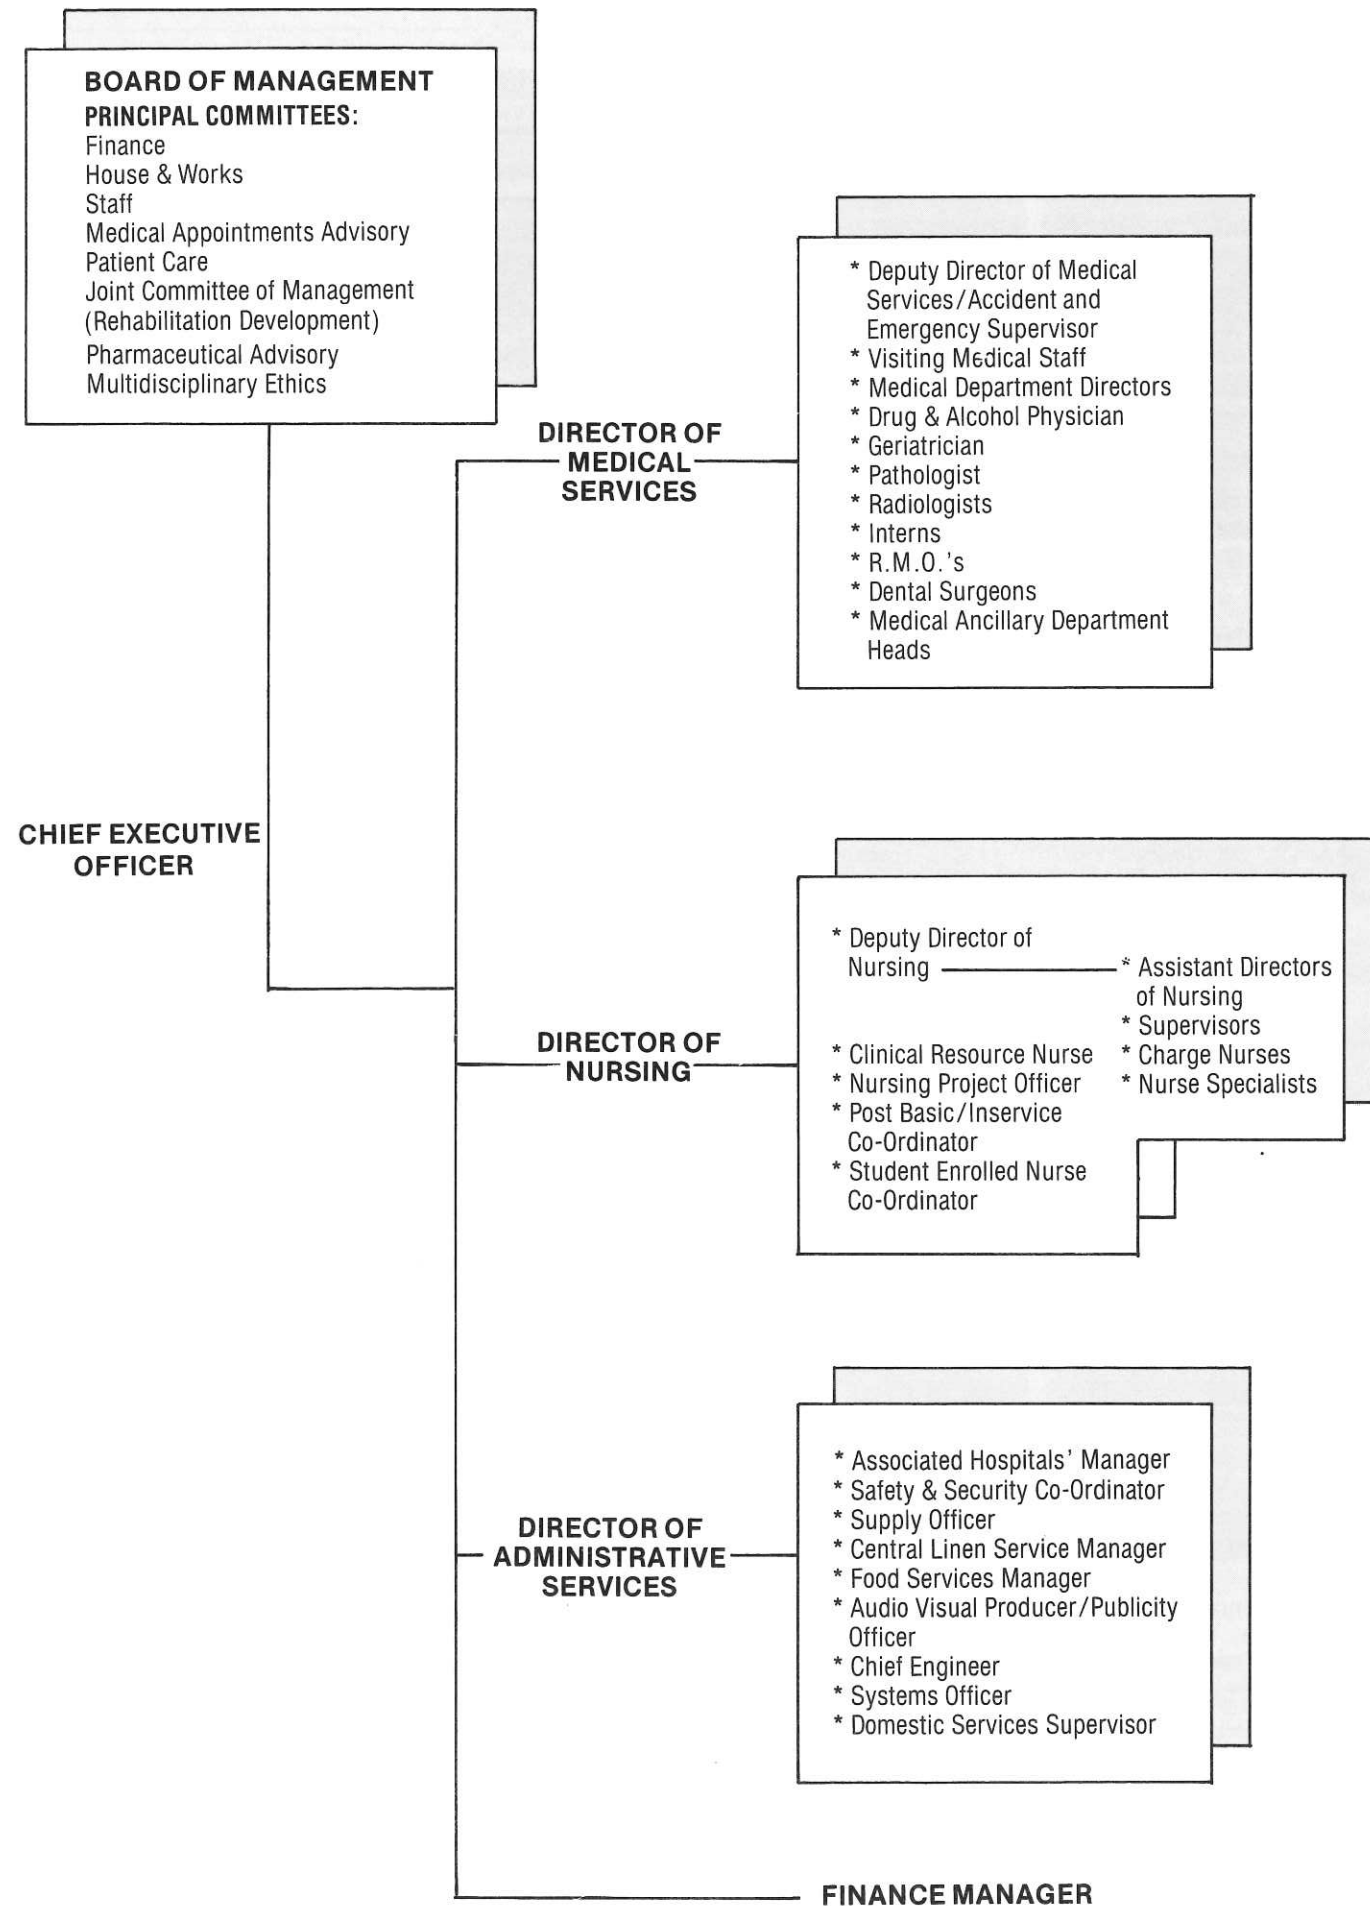 BOARD OF MANAGEMENT
PRINCIPAL COMMITTEES:
Finance
House & Works
Staff
Medical Appointments Advisory
Patient Care
Joint Committee of Management
(Rehabilitation Development)
Pharmaceutical Advisory
Multidisciplinary Ethics
CHIEF EXECUTIVE
OFFICER
DIRECTOR OF
MEDICAL
SERVICES
* Deputy Director of Medical
Services/Accident and
Emergency Supervisor
* Visiting Medical Staff
* Medical Department Directors
* Drug & Alcohol Physician
* Geriatrician
* Pathologist
* Radiologists
* Interns
* R.M.O.'s
* Dental Surgeons
* Medical Ancillary Department
Heads
DIRECTOR OF
NURSING
* Deputy Director of
Nursing
* Clinical Resource Nurse
* Nursing Project Officer
* Post Basic/Inservice
Co-Ordinator
* Student Enrolled Nurse
Co-Ordinator
* Assistant Directors
of Nursing
* Supervisors
* Charge Nurses
* Nurse Specialists
DIRECTOR OF
ADMINISTRATIVE
SERVICES
* Associated Hospitals' Manager
* Safety & Security Co-Ordinator
* Supply Officer
* Central Linen Service Manager
* Food Services Manager
* Audio Visual Producer/Publicity
Officer
* Chief Engineer
* Systems Officer
* Domestic Services Supervisor
FINANCE MANAGER